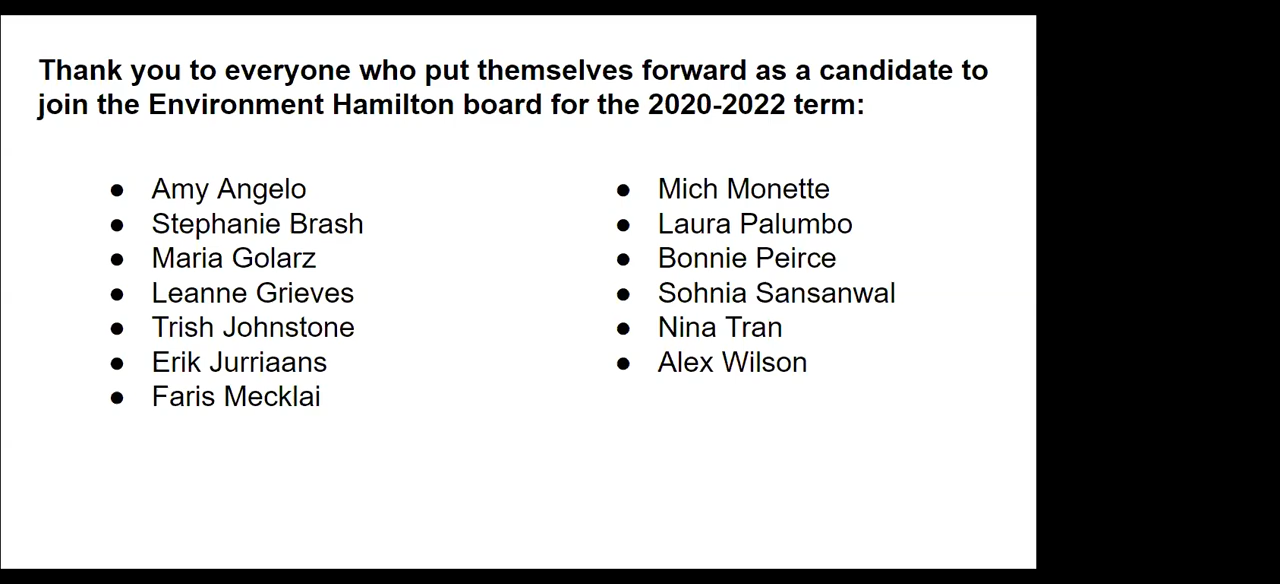 Thank you to everyone who put themselves forward as a candidate to
join the Environment Hamilton board for the 2020-2022 term:
● Amy Angelo
● Stephanie Brash
● Maria Golarz
● Leanne Grieves
● Trish Johnstone
● Erik Jurriaans
● Faris Mecklai
● Mich Monette
● Laura Palumbo
● Bonnie Peirce
● Sohnia Sansanwal
● Nina Tran
● Alex Wilson